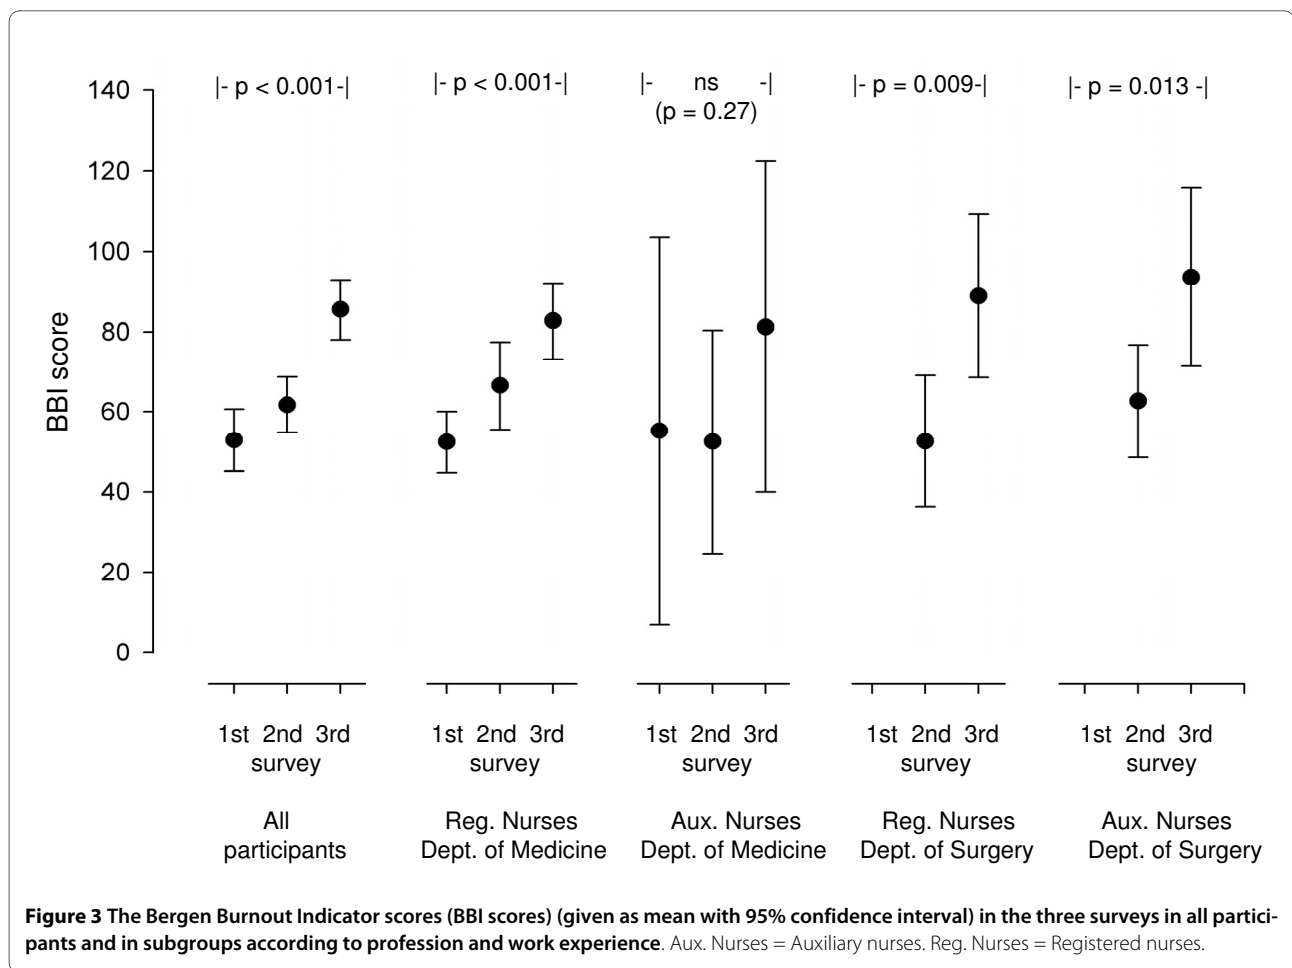 |- p < 0.001-|
|- p < 0.001-|
|- ns -|
(p = 0.27)
|- p = 0.009-|
|- p = 0.013 -|
140
120
100
80
60
40
20
0
BBI score
1st 2nd 3rd
survey
All
participants
1st 2nd 3rd
survey
Reg. Nurses
Dept. of Medicine
1st 2nd 3rd
survey
Aux. Nurses
Dept. of Medicine
1st 2nd 3rd
survey
Reg. Nurses
Dept. of Surgery
1st 2nd 3rd
survey
Aux. Nurses
Dept. of Surgery
Figure 3 The Bergen Burnout Indicator scores (BBI scores) (given as mean with 95% confidence interval) in the three surveys in all partici-
pants and in subgroups according to profession and work experience. Aux. Nurses = Auxiliary nurses. Reg. Nurses = Registered nurses.